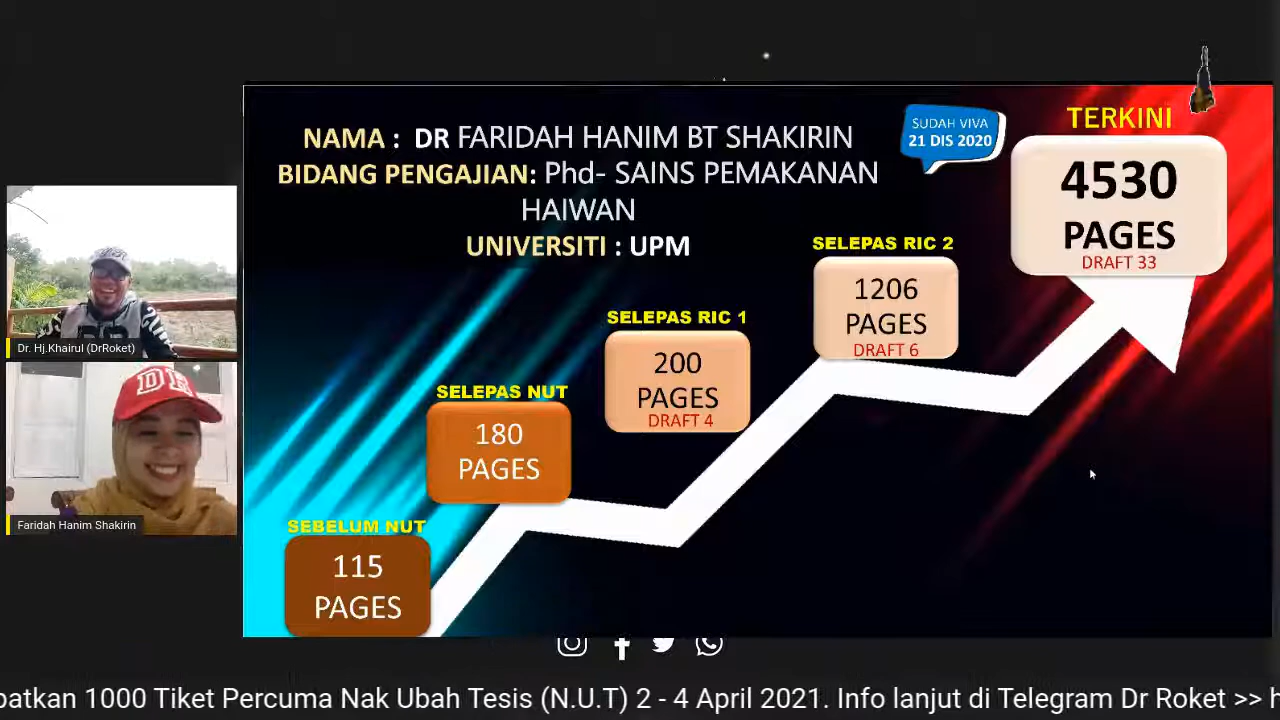 NAMA : DR FARIDAH HANIM BT SHAKIRIN
BIDANG PENGAJIAN: Phd- SAINS PEMAKANAN
HAIWAN
UNIVERSITI : UPM
SUDAH VIVA
21 DIS 2020
TERKINI
4530
PAGES
DRAFT 33
SELEPAS RIC 2
1206
PAGES
DRAFT 6
SELEPAS RIC 1
200
PAGES
DRAFT 4
SELEPAS NUT
180
PAGES
SEBELUM NUT
115
PAGES
Dr. Hj.Khairul (DrRoket)
DR
Faridah Hanim Shakirin
1000 Tiket Percuma Nak Ubah Tesis (N.U.T) 2 - 4 April 2021. Info lanjut di Telegram Dr Roket >>